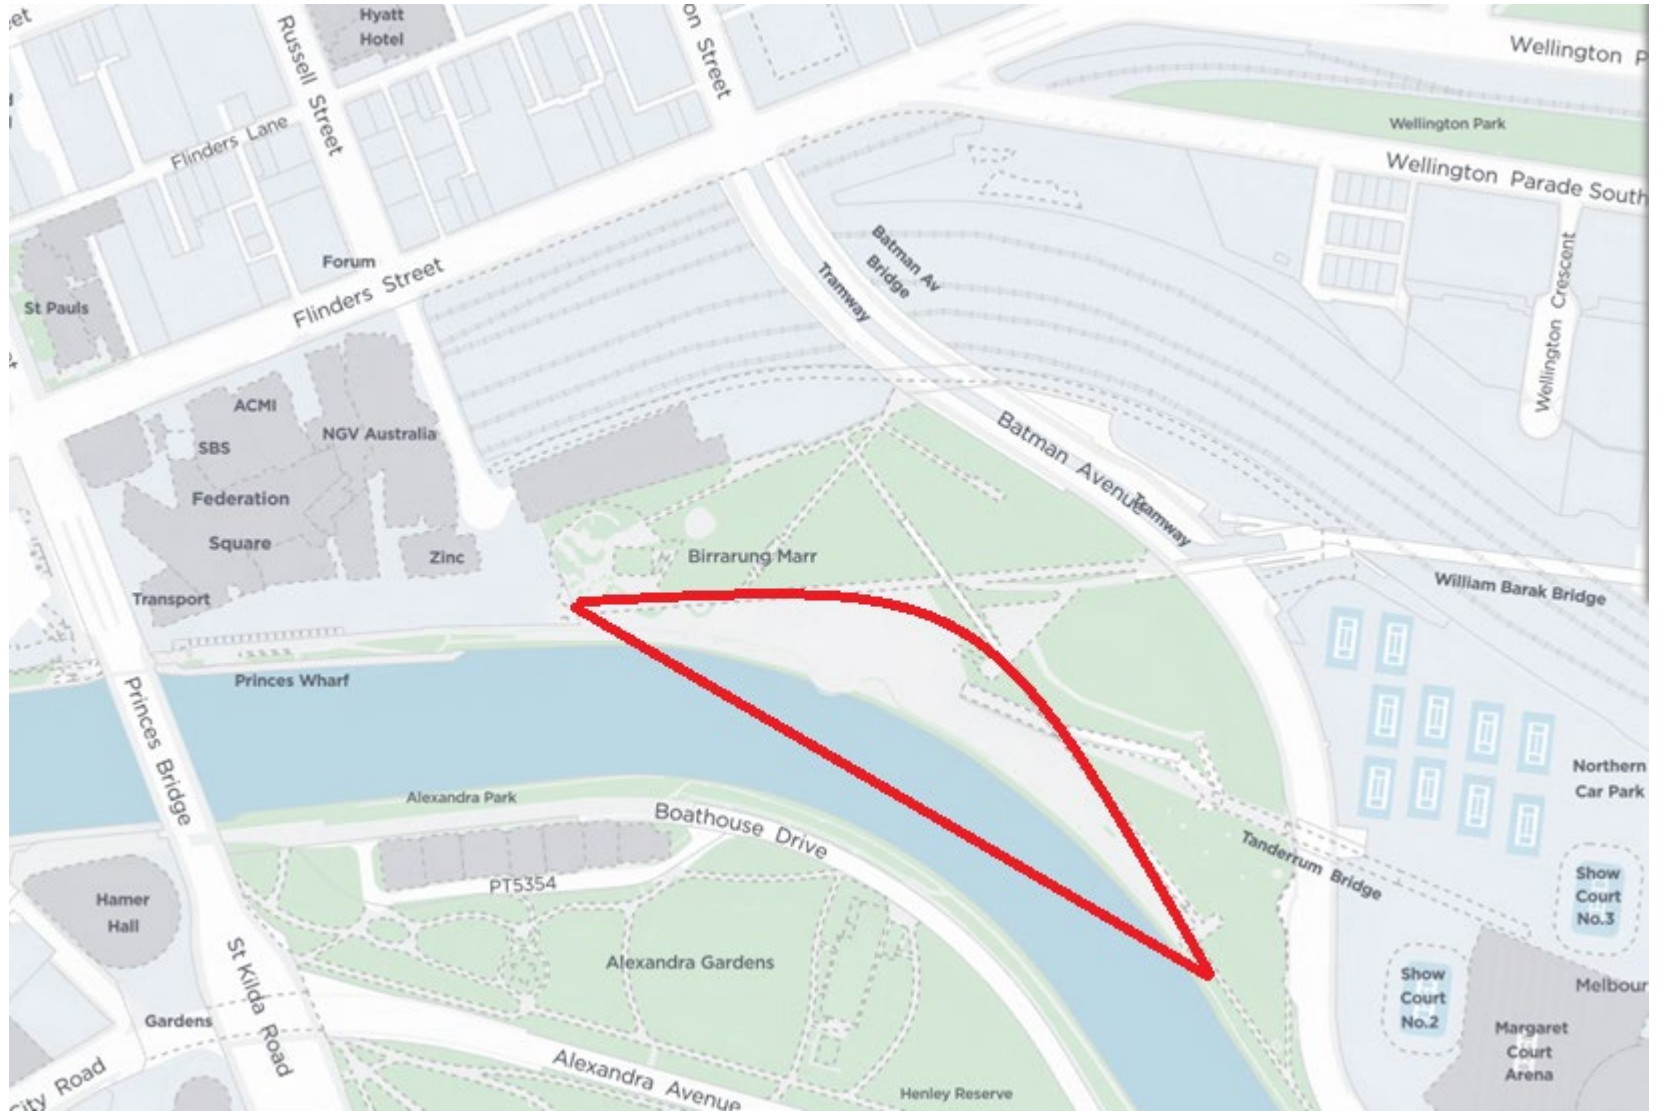 Hyatt
Hotel
Russell Street
on Street
Wellington P
Wellington Park
Flinders Lane
Wellington Parade South
Forum
Batman Av
Bridge
Tramway
Wellington Crescent
St Pauls
Flinders Street
ACMI
NGV Australia
SBS
Batman Avenue
Tramway
Federation
Square
Zinc
Birrarung Marr
Transport
William Barak Bridge
Princes Wharf
Princes Bridge
Northern
Car Park
Alexandra Park
Boathouse Drive
Tanderrum Bridge
PT5354
Hamer
Hall
Show
Court
No.3
St Kilda Road
Alexandra Gardens
Show
Court
No.2
Melbour
Gardens
Margaret
Court
Arena
City Road
Alexandra Avenue
Henley Reserve